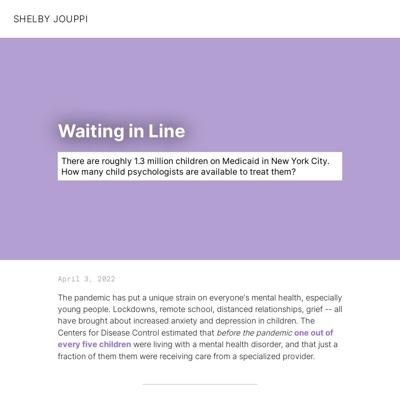 SHELBY JOUPPI
Waiting in Line
There are roughly 1.3 million children on Medicaid in New York City.
How many child psychologists are available to treat them?
April 3, 2022
The pandemic has put a unique strain on everyone's mental health, especially
young people. Lockdowns, remote school, distanced relationships, grief -- all
have brought about increased anxiety and depression in children. The
Centers for Disease Control estimated that before the pandemic one out of
every five children were living with a mental health disorder, and that just a
fraction of them them were receiving care from a specialized provider.